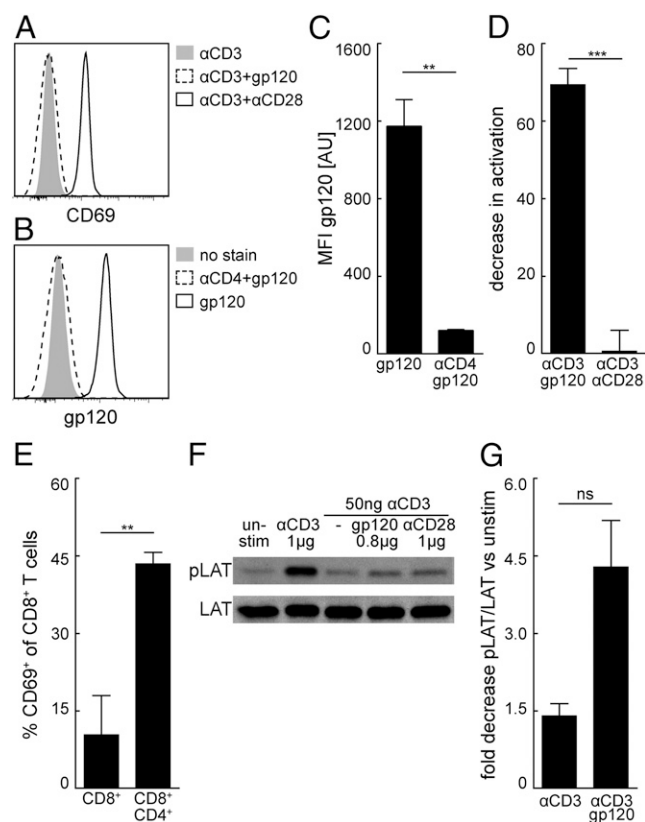 A
αCD3
αCD3+gp120
αCD3+αCD28
CD69
B
no stain
αCD4+gp120
gp120
gp120
C
1600
1200
800
400
0
MFI gp120 [AU]
**
gp120 αCD4
gp120
D
80
60
40
20
0
decrease in activation
***
αCD3 αCD3
gp120 αCD28
E
60
45
30
15
0
% CD69⁺ of CD8⁺ T cells
**
CD8⁺ CD8⁺
CD4⁺
F
50ng αCD3
un- αCD3 - gp120 αCD28
stim 1µg 0.8µg 1µg
pLAT
LAT
G
6.0
4.5
3.0
1.5
0
fold decrease pLAT/LAT vs unstim
ns
αCD3 αCD3
gp120